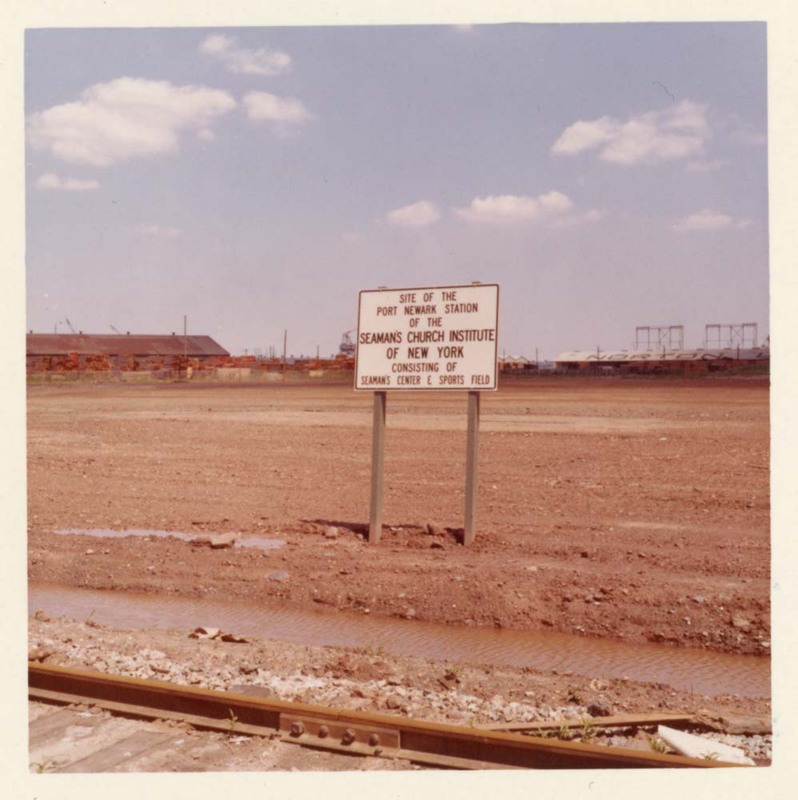 SITE OF THE
PORT NEWARK STATION
OF THE
SEAMAN'S CHURCH INSTITUTE
OF NEW YORK
CONSISTING OF
SEAMAN'S CENTER & SPORTS FIELD